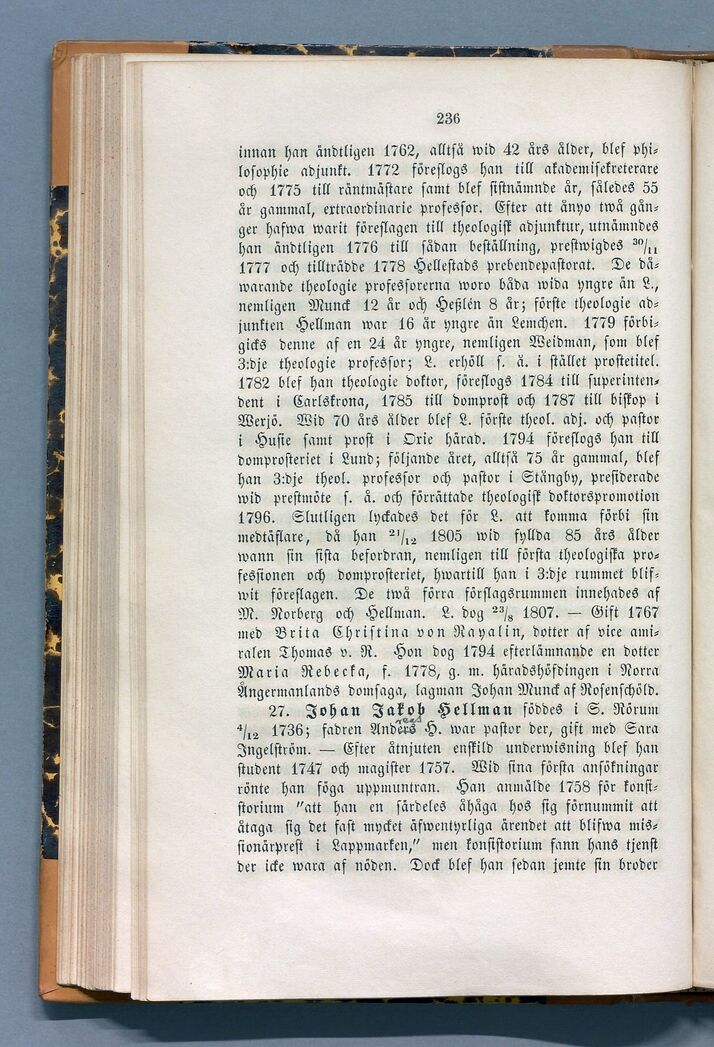 236
innan han ändtligen 1762, alltså wid 42 års ålder, blef phi-
losophie adjunkt. 1772 föreslogs han till akademisekreterare
och 1775 till räntmästare samt blef sistnämnde år, således 55
år gammal, extraordinarie professor. Efter att ånyo twå gån-
ger hafwa warit föreslagen till theologisk adjunktur, utnämndes
han ändtligen 1776 till sådan beställning, prestwigdes 30/11
1777 och tillträdde 1778 Hellestads prebendepastorat. De då-
warande theologie professorerna woro båda wida yngre än L.,
nemligen Munck 12 år och Heßlén 8 år; förste theologie ad-
junkten Hellman war 16 år yngre än Lemchen. 1779 förbi-
gicks denne af en 24 år yngre, nemligen Weidman, som blef
3:dje theologie professor; L. erhöll s. å. i stället prostetitel.
1782 blef han theologie doktor, föreslogs 1784 till superinten-
dent i Carlskrona, 1785 till domprost och 1787 till biskop i
Werjö. Wid 70 års ålder blef L. förste theol. adj. och pastor
i Husie samt prost i Oxie härad. 1794 föreslogs han till
domprosteriet i Lund; följande året, alltså 75 år gammal, blef
han 3:dje theol. professor och pastor i Stångby, presiderade
wid prestmöte s. å. och förrättade theologisk doktorspromotion
1796. Slutligen lyckades det för L. att komma förbi sin
medtäflare, då han 21/12 1805 wid fyllda 85 års ålder
wann sin sista befordran, nemligen till första theologiska pro-
fessionen och domprosteriet, hwartill han i 3:dje rummet blif-
wit föreslagen. De twå förra förslagsrummen innehades af
M. Norberg och Hellman. L. dog 23/8 1807. — Gift 1767
med Brita Christina von Rayalin, dotter af vice ami-
ralen Thomas v. R. Hon dog 1794 efterlämnande en dotter
Maria Rebecka, f. 1778, g. m. häradshöfdingen i Norra
Ångermanlands domsaga, lagman Johan Munck af Rosenschöld.
27. Johan Jakob Hellman föddes i S. Rörum
4/12 1736; fadren Anders H. war pastor der, gift med Sara
Ingelström. — Efter åtnjuten enskild underwisning blef han
student 1747 och magister 1757. Wid sina första ansökningar
rönte han föga uppmuntran. Han anmälde 1758 för konsi-
storium "att han en särdeles åhåga hos sig förnummit att
åtaga sig det fast mycket äfwentyrliga ärendet att blifwa mis-
sionärprest i Lappmarken," men konsistorium fann hans tjenst
der icke wara af nöden. Dock blef han sedan jemte sin broder